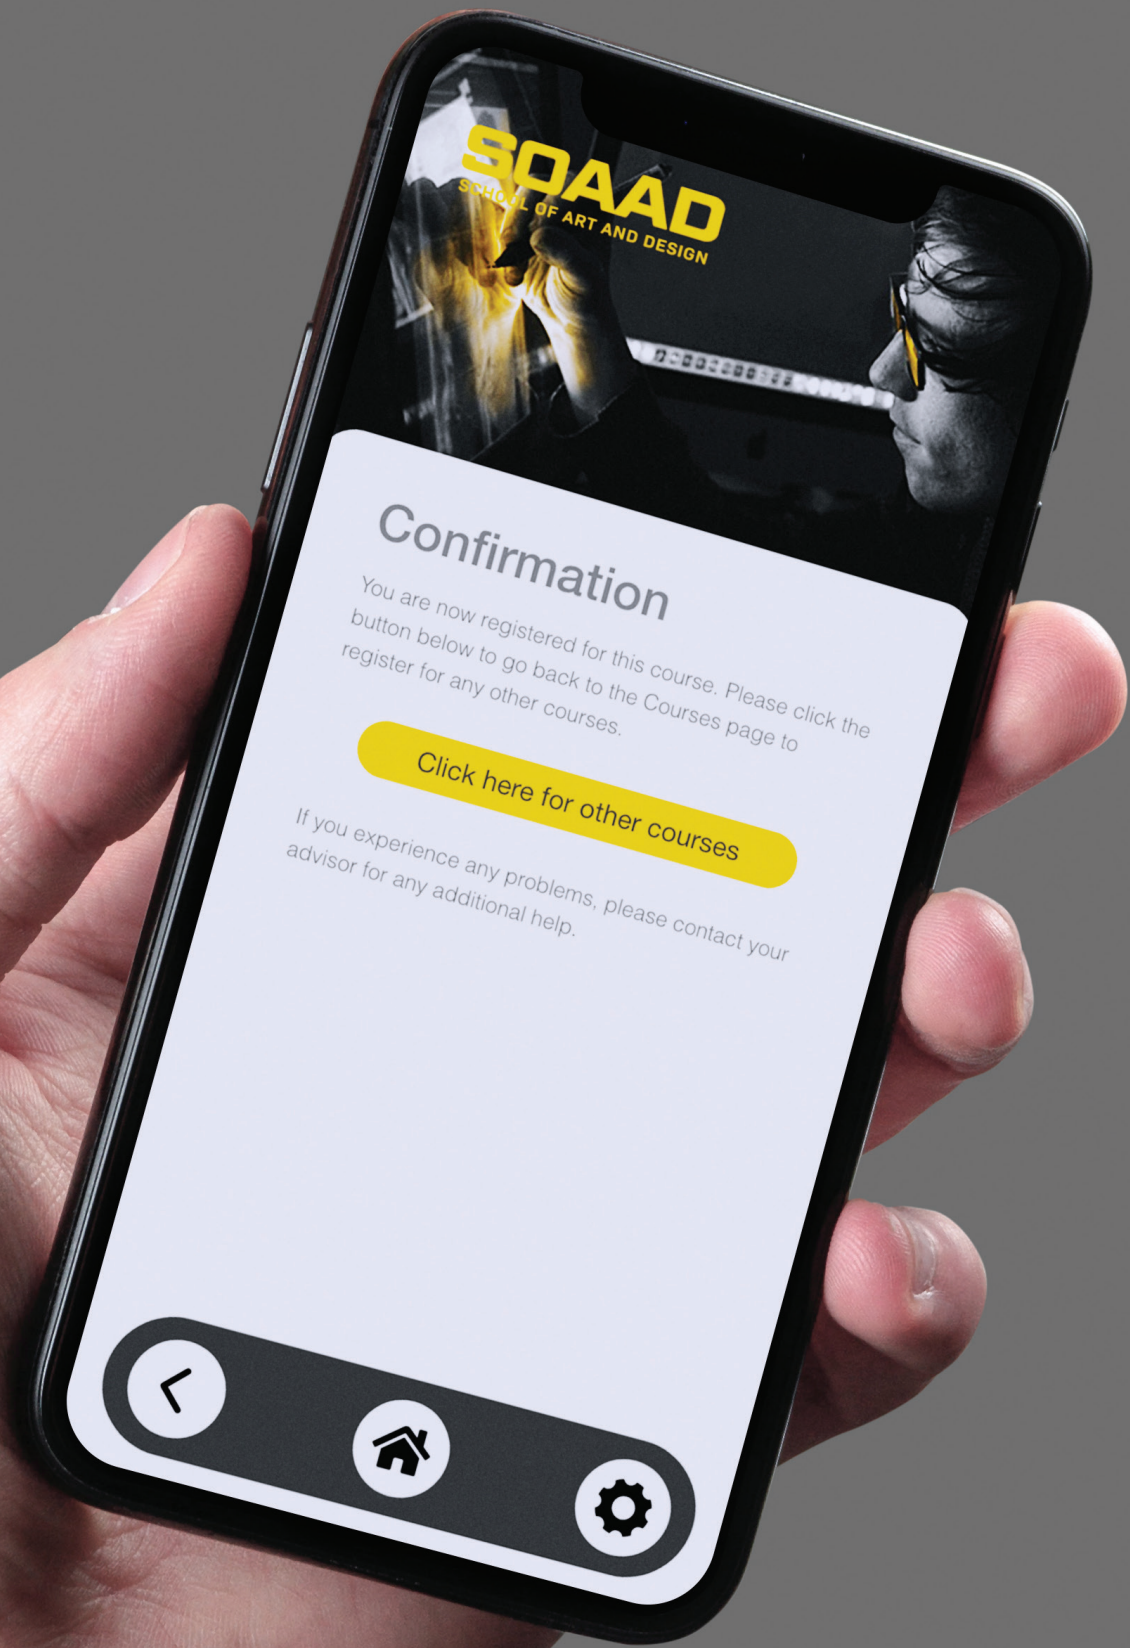 SOAAD
SCHOOL OF ART AND DESIGN
Confirmation
You are now registered for this course. Please click the
button below to go back to the Courses page to
register for any other courses.
Click here for other courses
If you experience any problems, please contact your
advisor for any additional help.